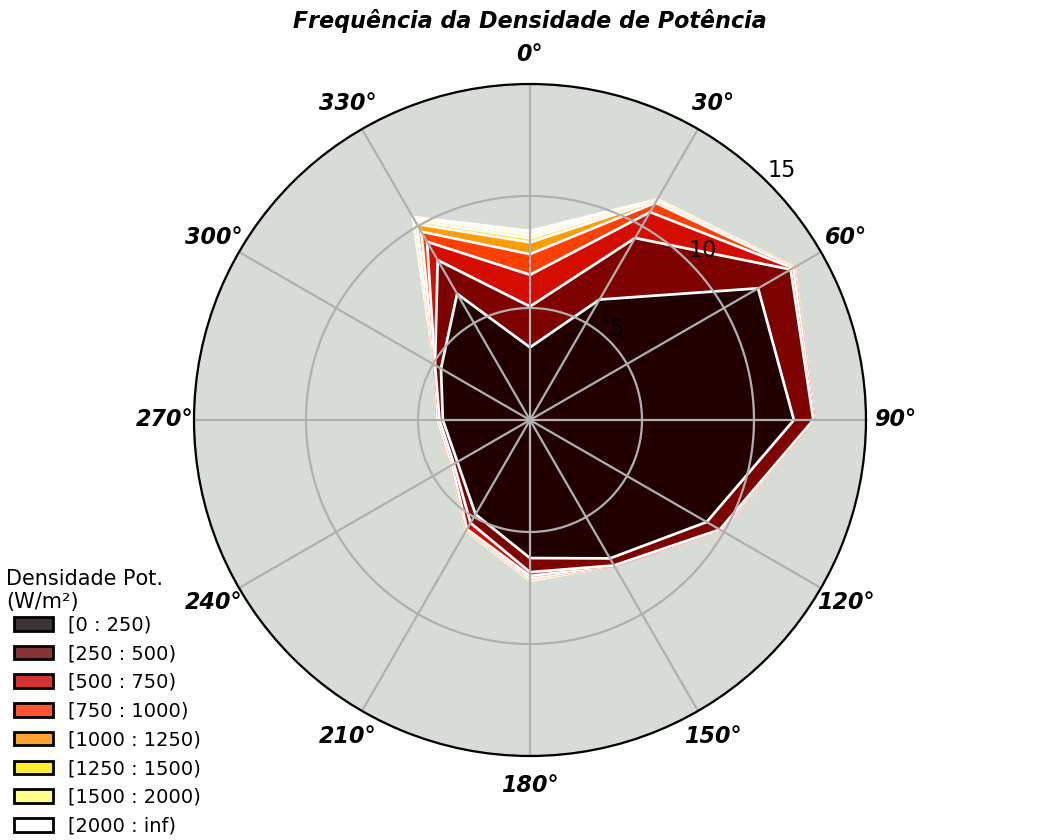 Frequência da Densidade de Potência
0°
330°
30°
15
300°
60°
10
5
270°
90°
Densidade Pot.
(W/m²)
240°
120°
[0 : 250)
[250 : 500)
[500 : 750)
[750 : 1000)
210°
150°
[1000 : 1250)
[1250 : 1500)
180°
[1500 : 2000)
[2000 : inf)